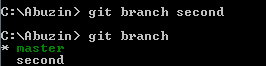 C:\Abuzin>git branch second
C:\Abuzin>git branch
* master
  second